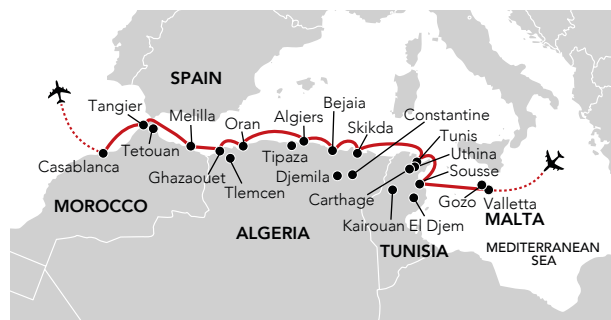 SPAIN
Tangier
Melilla
Oran
Algiers
Bejaia
Constantine
Skikda
Tunis
Uthina
Tetouan
Casablanca
Ghazaouet
Tipaza
Tlemcen
Djemila
Carthage
Sousse
Gozo
Valletta
MALTA
MOROCCO
ALGERIA
Kairouan
El Djem
TUNISIA
MEDITERRANEAN
SEA